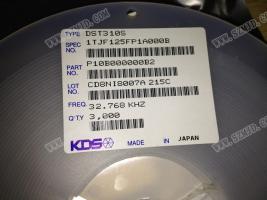 TYPE DST310S
SPEC NO. 1TJF125FP1A000B
PART NO. P10B000000B2
LOT NO. CD8NI8007A 215C
FREQ. 32.768 KHZ
Q'TY 3,000
KDS MADE IN JAPAN